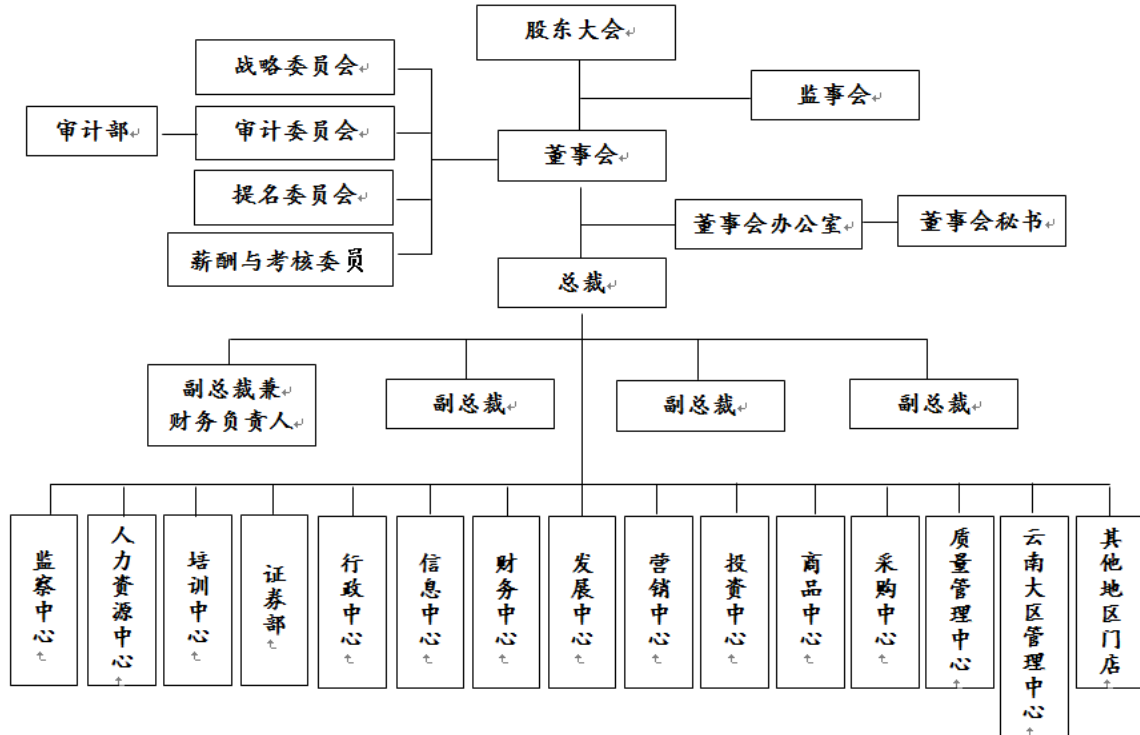 股东大会
战略委员会
监事会
审计部
审计委员会
董事会
提名委员会
董事会办公室
董事会秘书
薪酬与考核委员
总裁
副总裁兼
财务负责人
副总裁
副总裁
副总裁
监察中心
人力资源中心
培训中心
证券部
行政中心
信息中心
财务中心
发展中心
营销中心
投资中心
商品中心
采购中心
质量管理中心
云南大区管理中心
其他地区门店